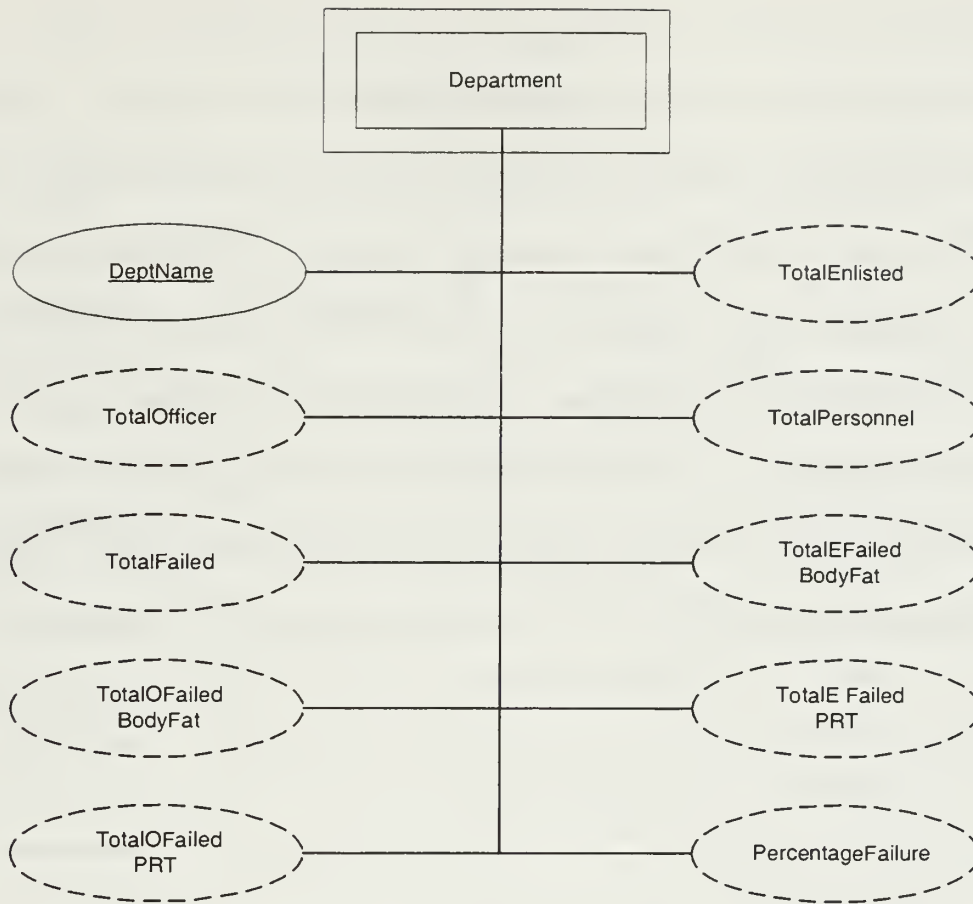 Department
DeptName
TotalEnlisted
TotalOfficer
TotalPersonnel
TotalFailed
TotalEFailed
BodyFat
TotalOFailed
BodyFat
TotalE Failed
PRT
TotalOFailed
PRT
PercentageFailure